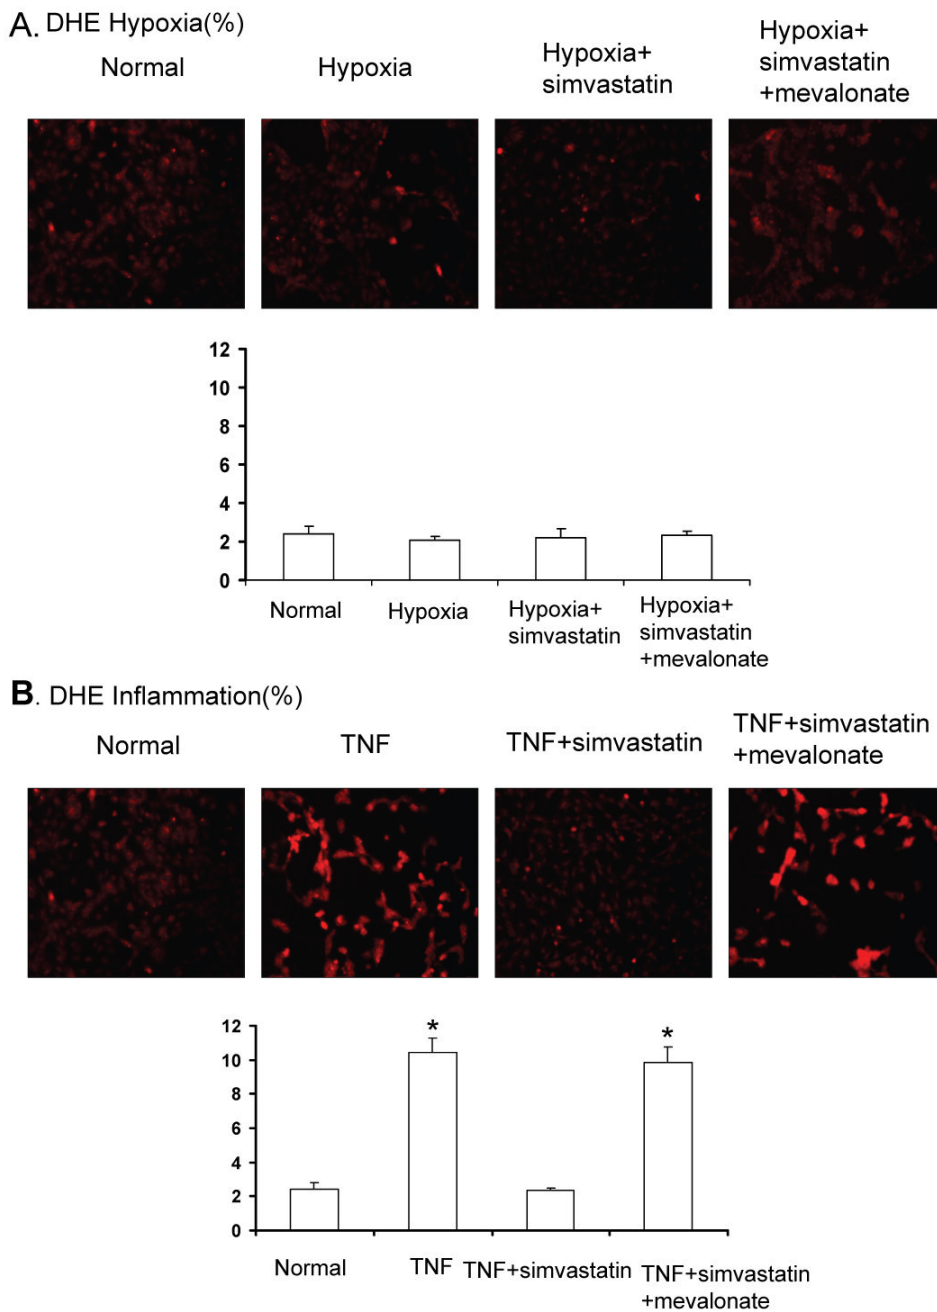 A. DHE Hypoxia(%)
Normal
Hypoxia
Hypoxia+
simvastatin
Hypoxia+
simvastatin
+mevalonate
12
10
8
6
4
2
0
Normal
Hypoxia
Hypoxia+
simvastatin
Hypoxia+
simvastatin
+mevalonate
B. DHE Inflammation(%)
Normal
TNF
TNF+simvastatin
TNF+simvastatin
+mevalonate
12
10
8
6
4
2
0
*
*
Normal
TNF
TNF+simvastatin
TNF+simvastatin
+mevalonate